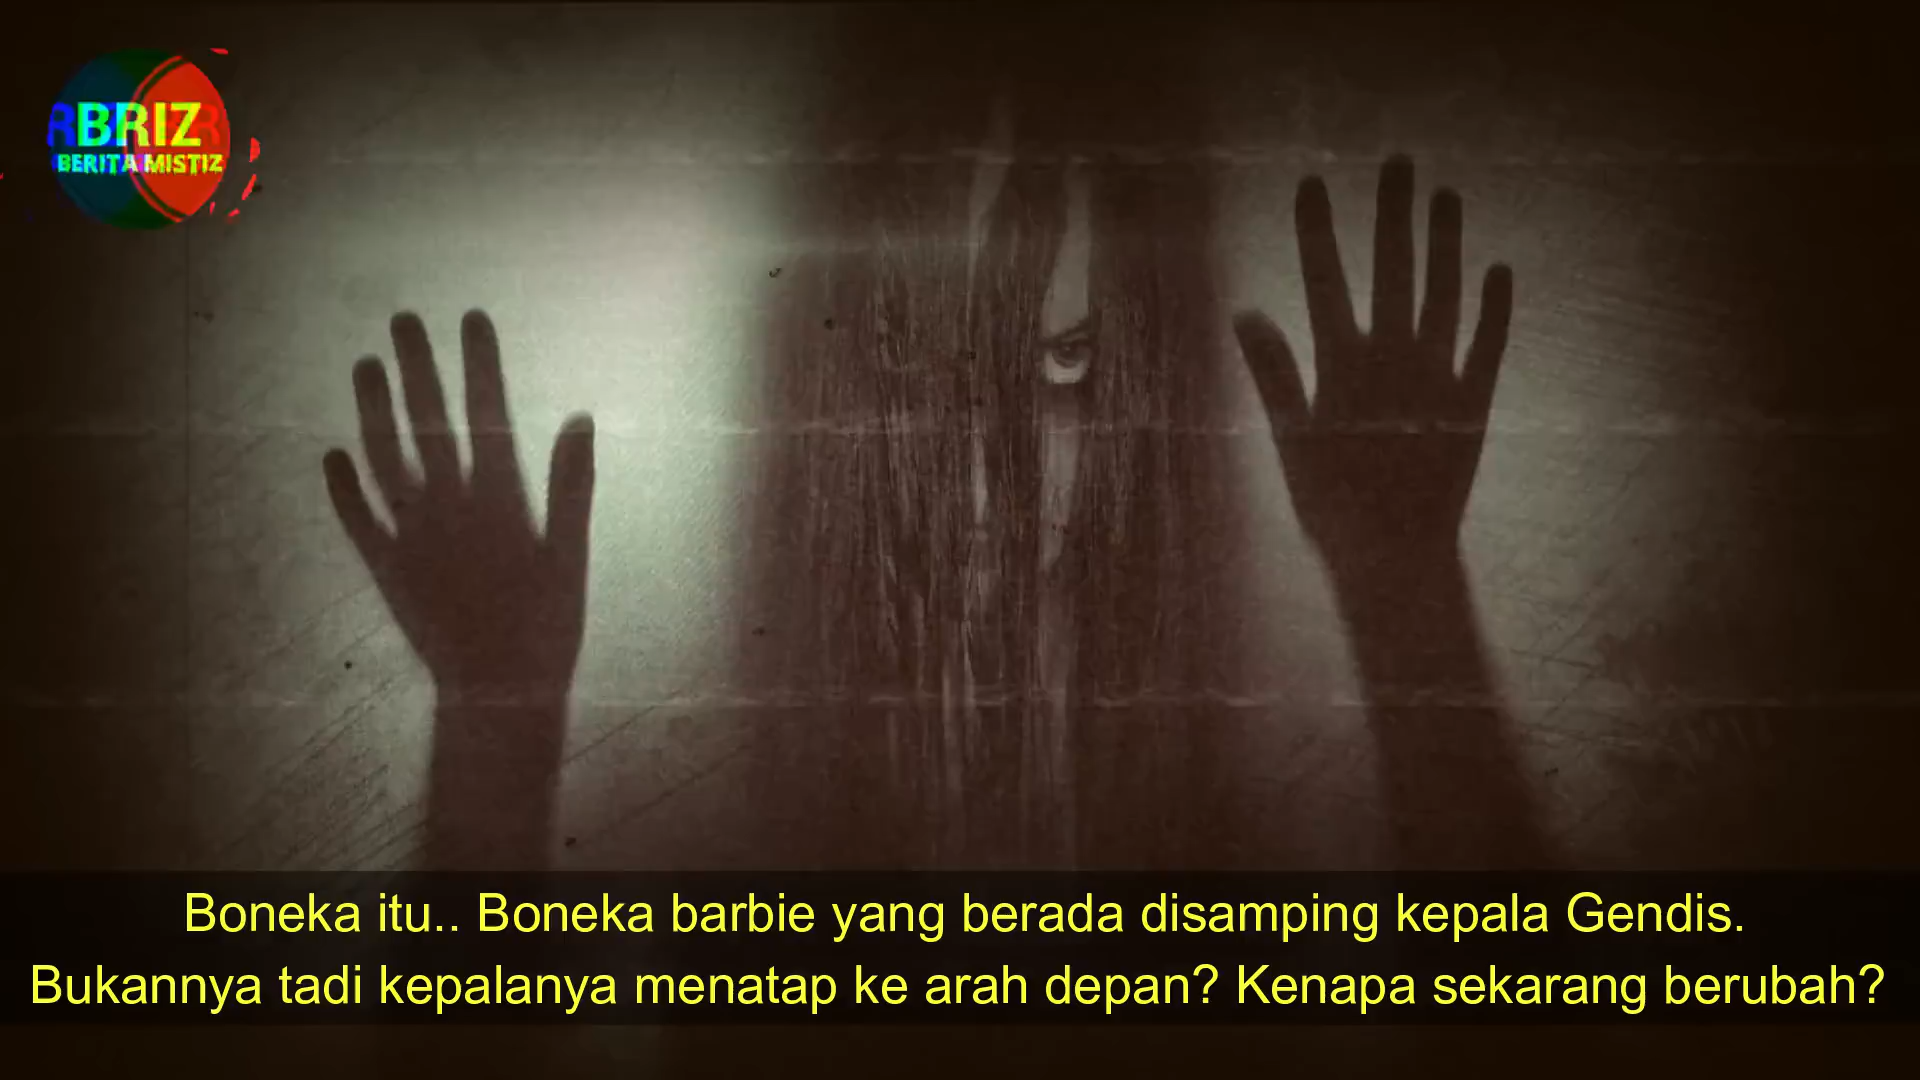 BRIZ
BERITA MISTIZ
Boneka itu.. Boneka barbie yang berada disamping kepala Gendis.
Bukannya tadi kepalanya menatap ke arah depan? Kenapa sekarang berubah?